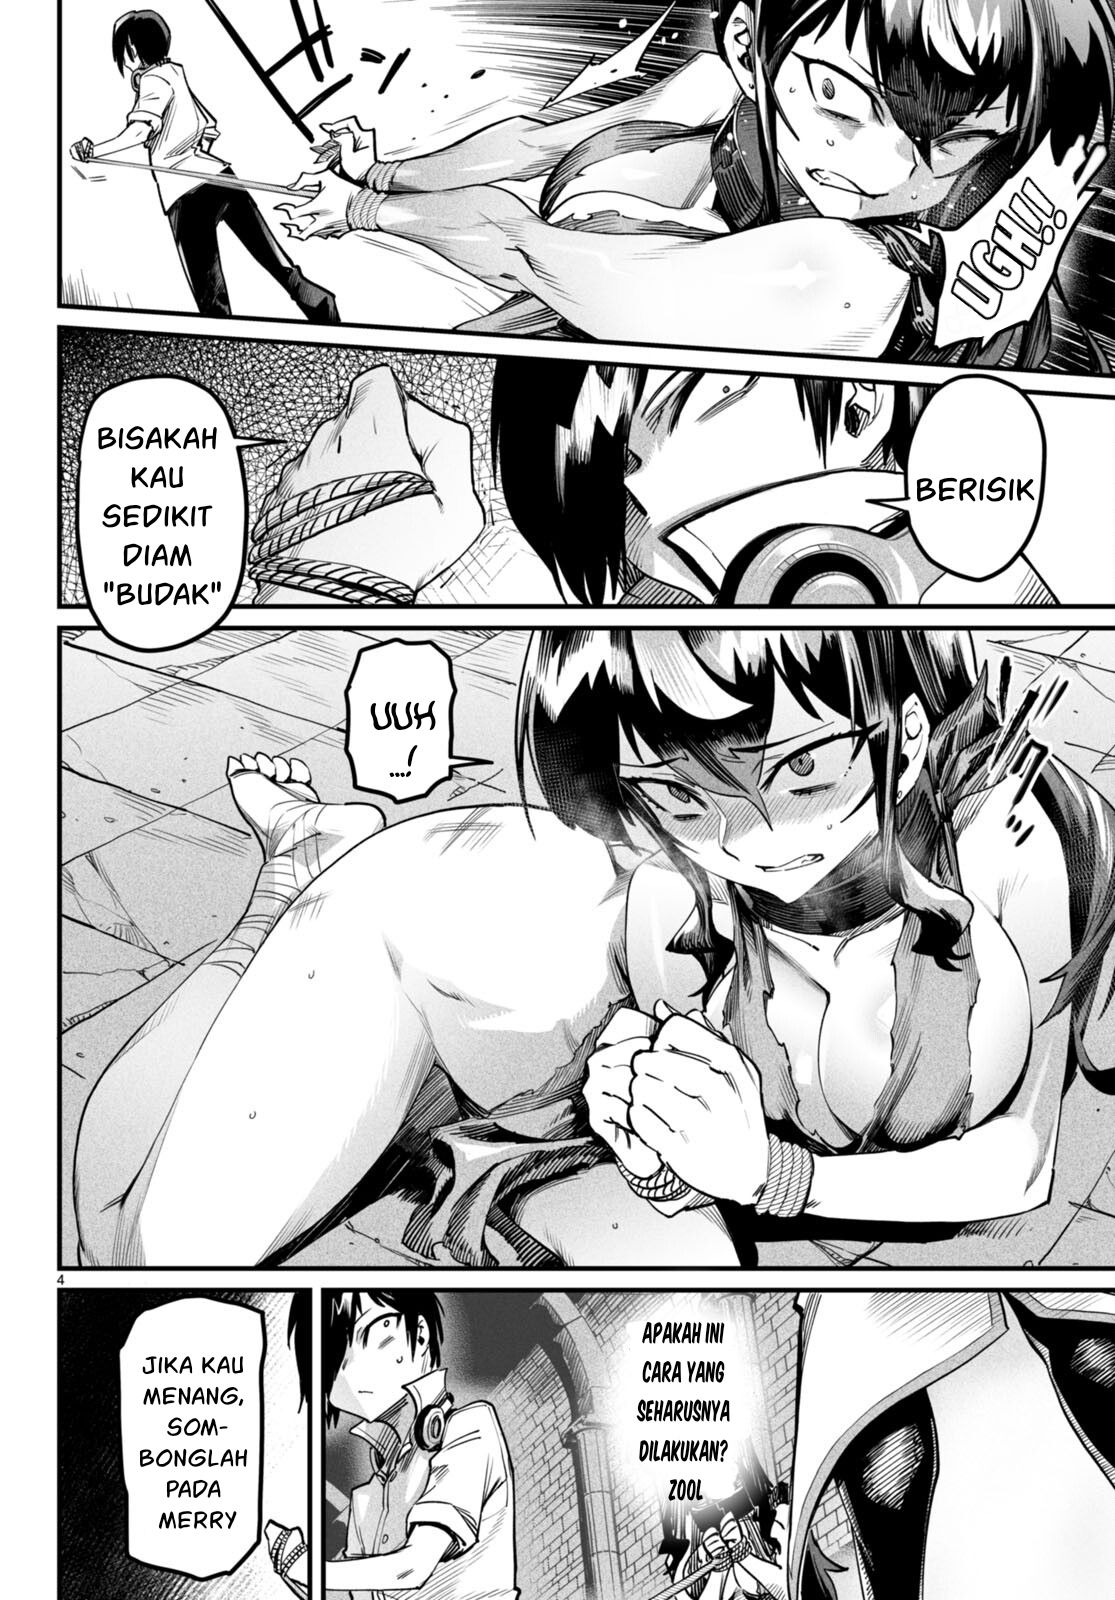 UGH!!!
BERISIK
BISAKAH
KAU
SEDIKIT
DIAM
"BUDAK"
UUH
...!
APAKAH INI
CARA YANG
SEHARUSNYA
DILAKUKAN?
ZOOL
JIKA KAU
MENANG,
SOM-
BONGLAH
PADA
MERRY
4